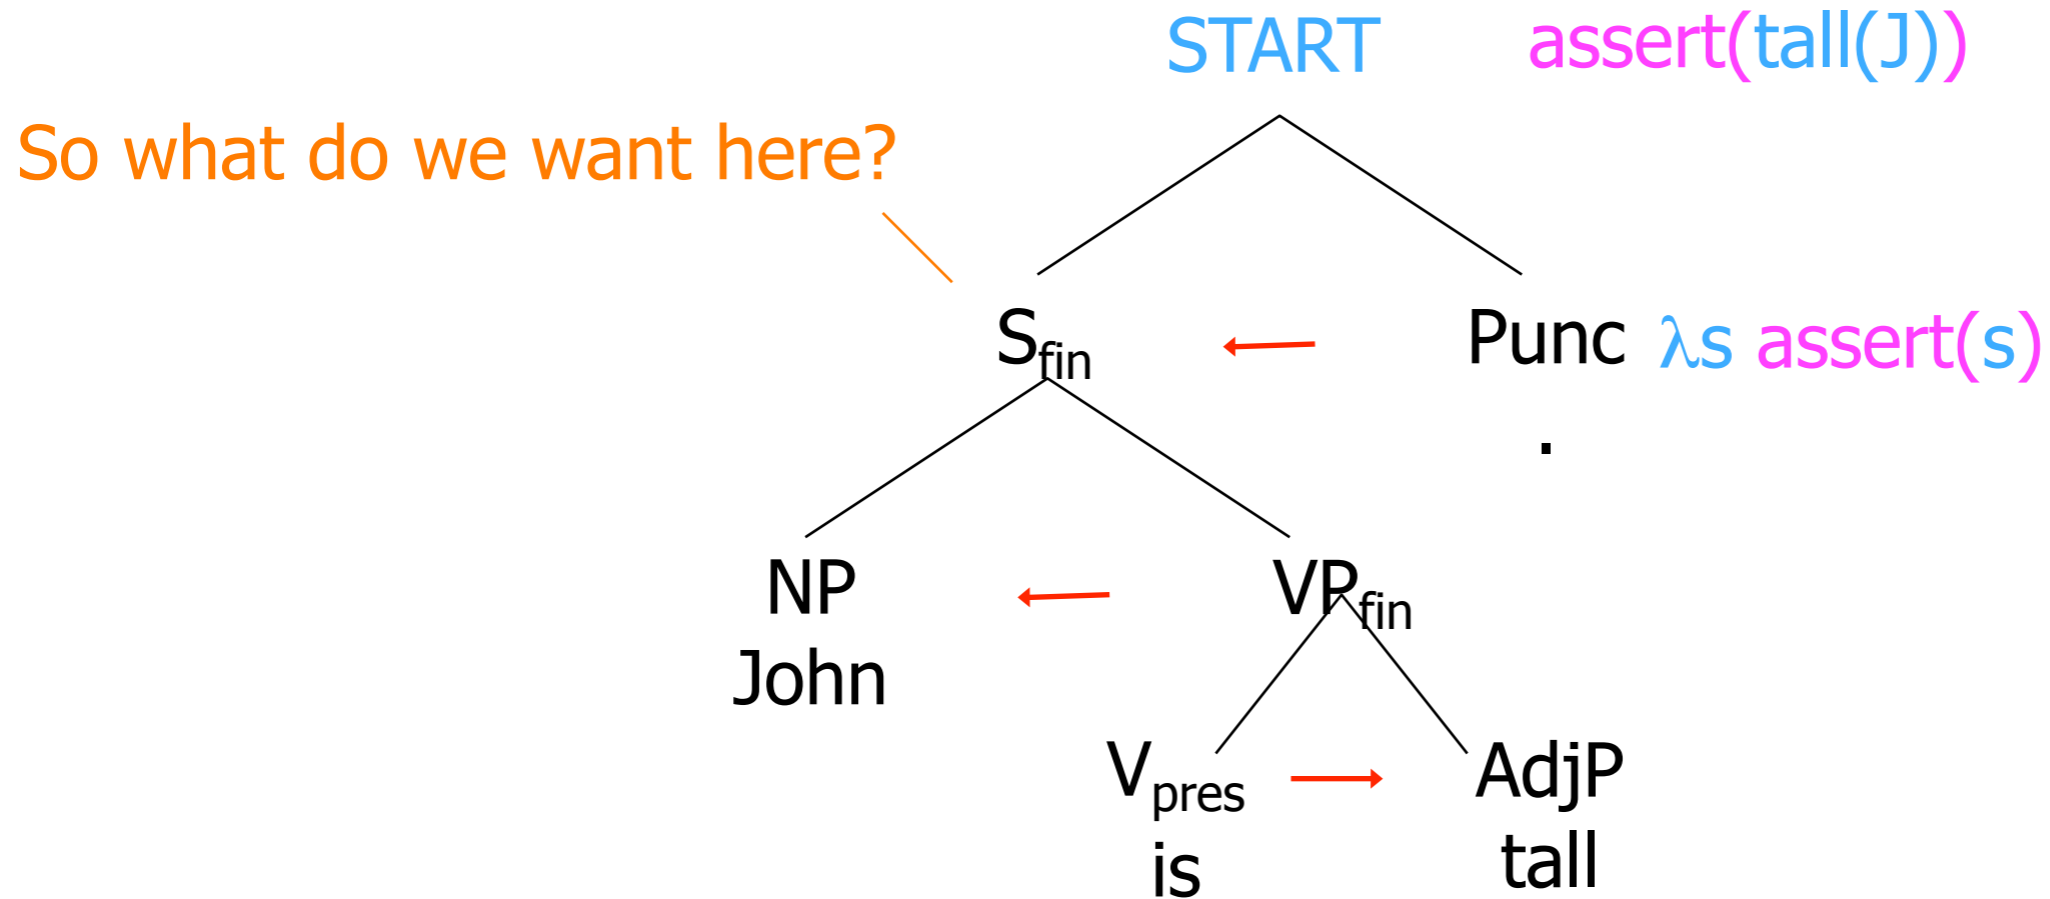 START assert(tall(J))
So what do we want here?
Sfin Punc λs assert(s)
.
NP VPfin
John
Vpres AdjP
is tall